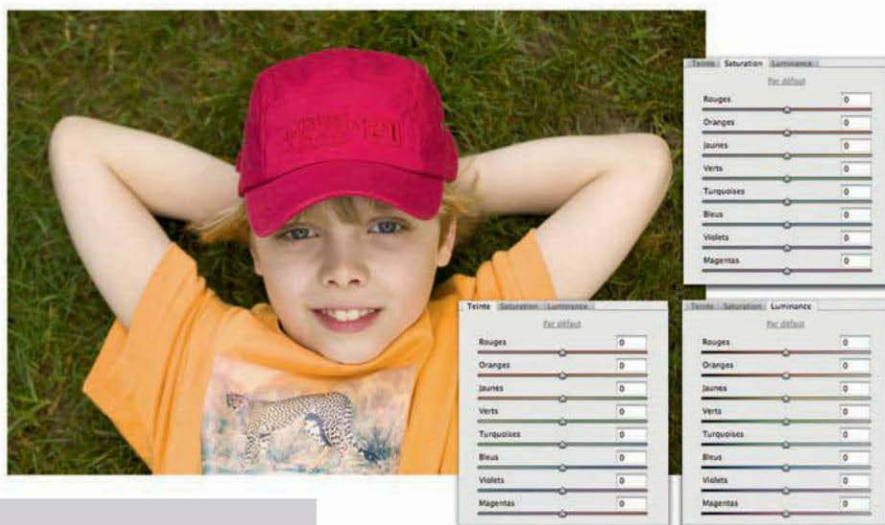 Teinte Saturation Luminance
Par défaut
Rouges 0
Oranges 0
Jaunes 0
Verts 0
Turquoises 0
Bleus 0
Violets 0
Magentas 0
Teinte Saturation Luminance
Par défaut
Rouges 0
Oranges 0
Jaunes 0
Verts 0
Turquoises 0
Bleus 0
Violets 0
Magentas 0
Teinte Saturation Luminance
Par défaut
Rouges 0
Oranges 0
Jaunes 0
Verts 0
Turquoises 0
Bleus 0
Violets 0
Magentas 0